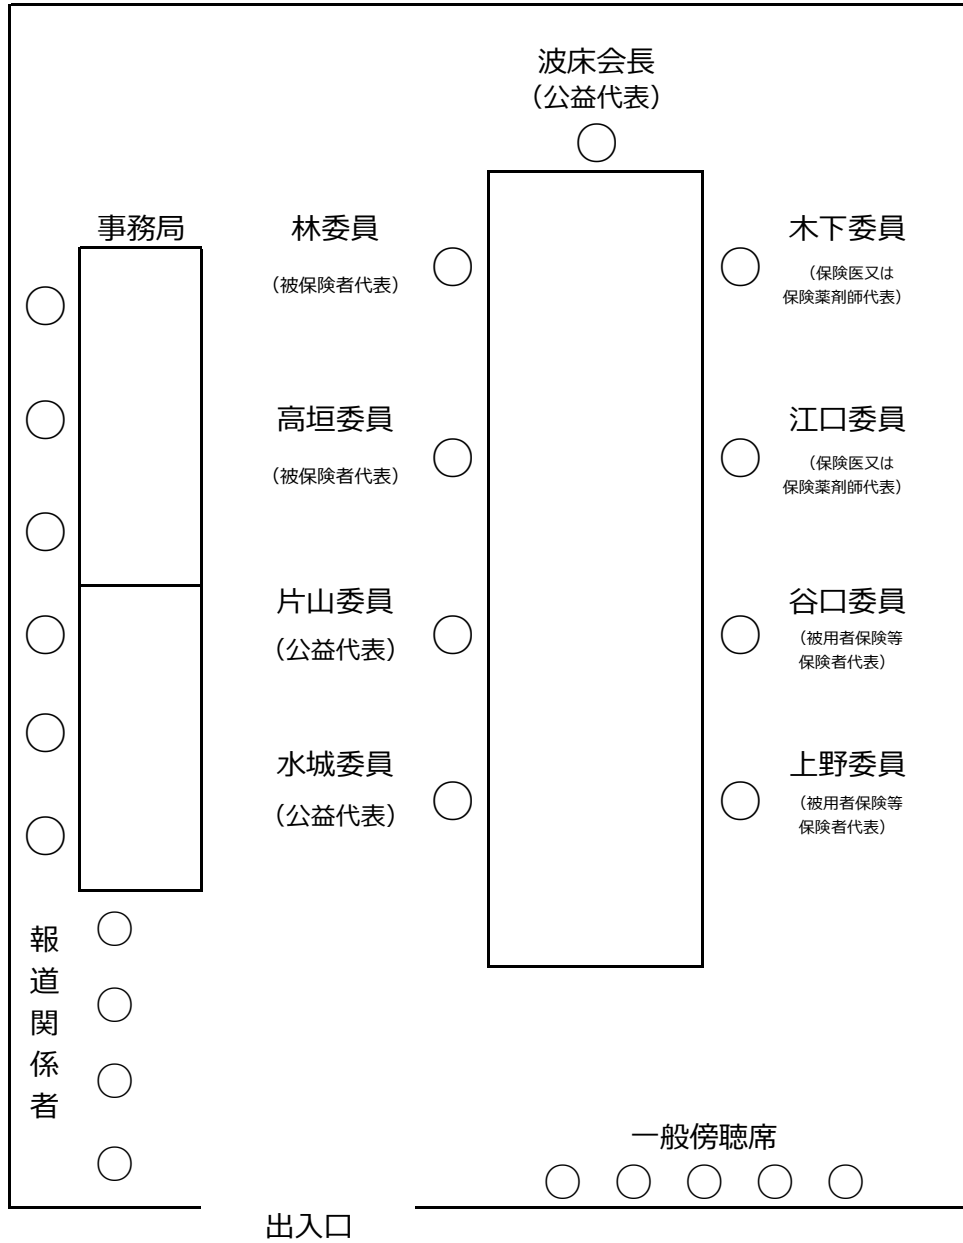 波床会長
（公益代表）
事務局
林委員
（被保険者代表）
木下委員
（保険医又は
保険薬剤師代表）
高垣委員
（被保険者代表）
江口委員
（保険医又は
保険薬剤師代表）
片山委員
（公益代表）
谷口委員
（被用者保険等
保険者代表）
水城委員
（公益代表）
上野委員
（被用者保険等
保険者代表）
報道関係者
一般傍聴席
出入口